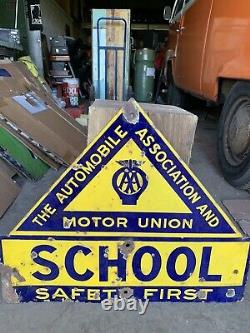 THE AUTOMOBILE ASSOCIATION AND
AA
MOTOR UNION
SCHOOL
SAFETY FIRST